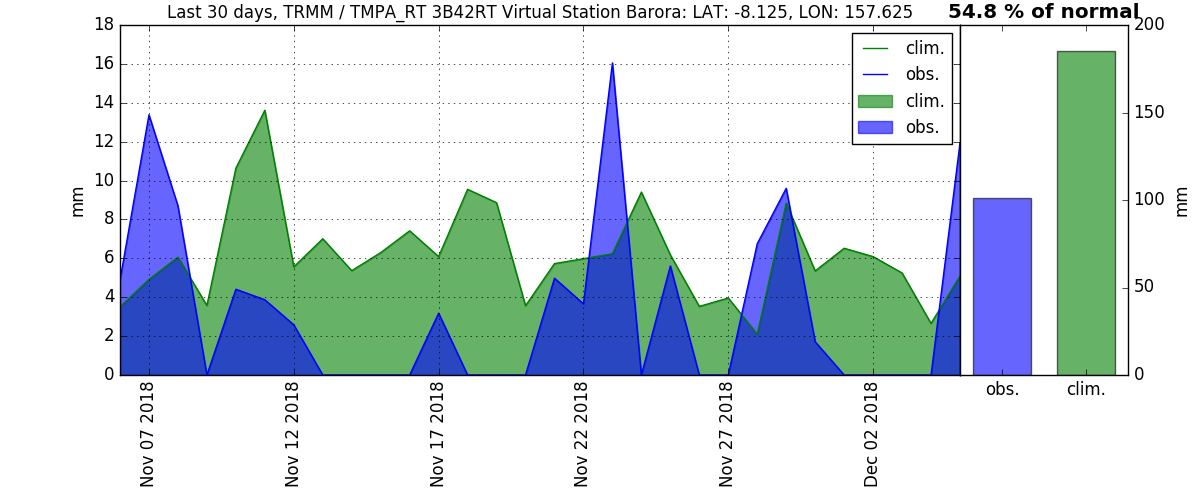 Last 30 days, TRMM / TMPA_RT 3B42RT Virtual Station Barora: LAT: -8.125, LON: 157.625
54.8 % of normal
18
16
14
12
10
8
6
4
2
0
mm
clim.
obs.
clim.
obs.
Nov 07 2018
Nov 12 2018
Nov 17 2018
Nov 22 2018
Nov 27 2018
Dec 02 2018
200
150
100
50
0
mm
obs.
clim.